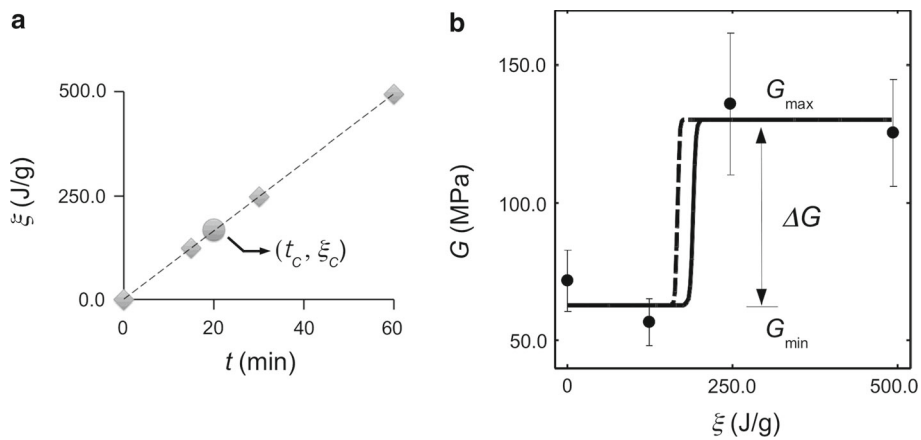 a
500.0
250.0
0.0
ξ (J/g)
(t_C, ξ_C)
0
20
40
60
t (min)
b
150.0
100.0
50.0
G (MPa)
G_max
ΔG
G_min
0
250.0
500.0
ξ (J/g)